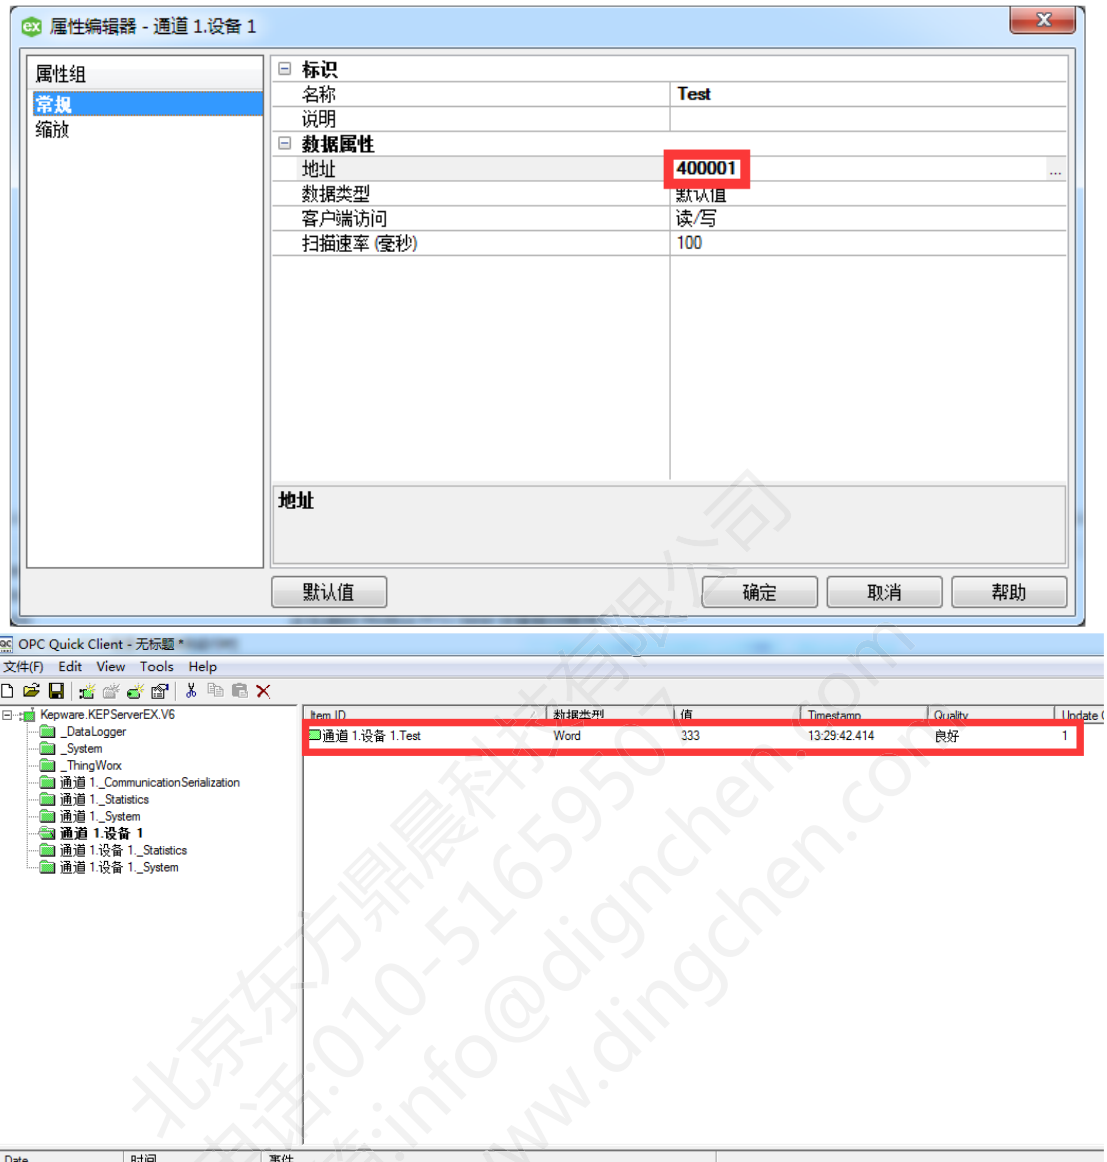 属性编辑器 - 通道 1.设备 1
属性组
常规
缩放
标识
名称 Test
说明
数据属性
地址 400001 ...
数据类型 默认值
客户端访问 读/写
扫描速率 (毫秒) 100
地址
默认值 确定 取消 帮助
OPC Quick Client - 无标题 *
文件(F) Edit View Tools Help
Kepware.KEPServerEX.V6
_DataLogger
_System
_ThingWorx
通道 1._CommunicationSerialization
通道 1._Statistics
通道 1._System
通道 1.设备 1
通道 1.设备 1._Statistics
通道 1.设备 1._System
Item ID 数据类型 值 Timestamp Quality Update C
通道 1.设备 1.Test Word 333 13:29:42.414 良好 1
Date 时间 事件
北京东方鼎晨科技有限公司
电话:010-51659507
箱:info@dignchen.com
www.dingchen.com